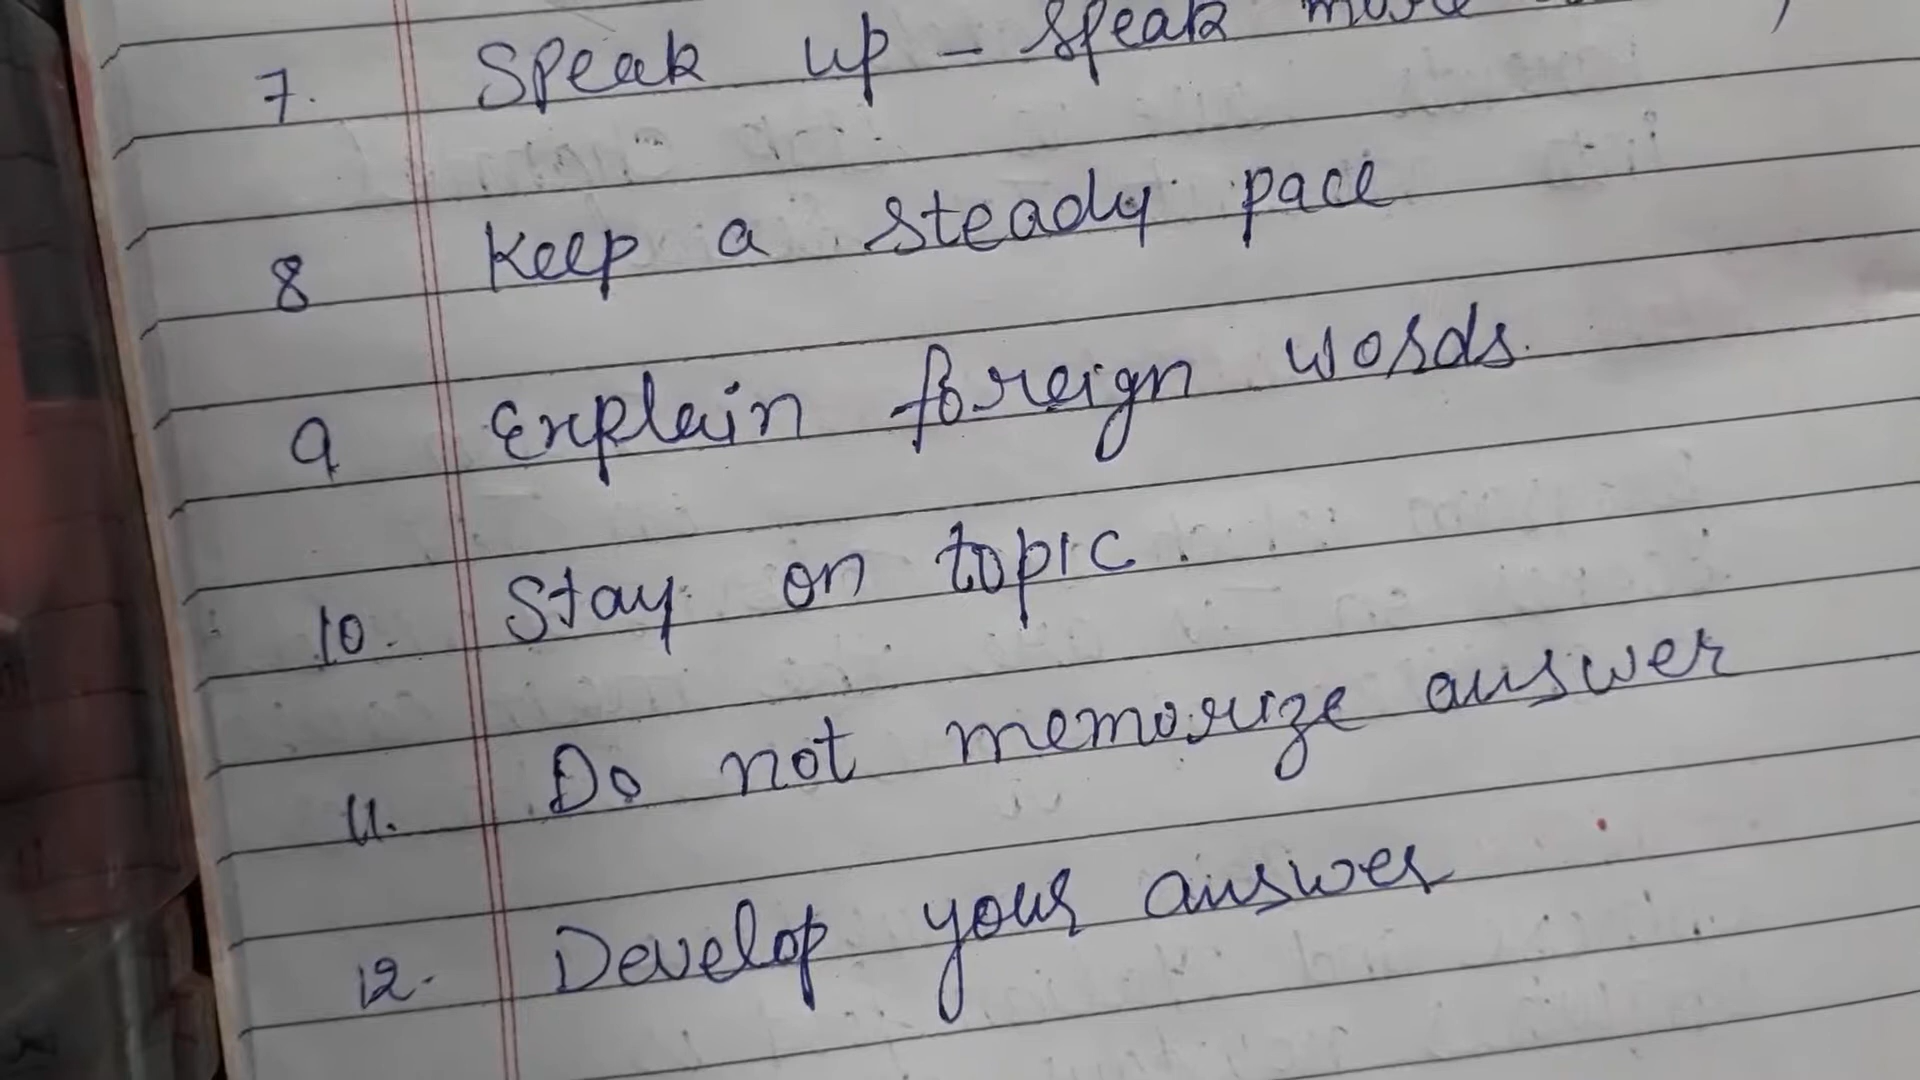 7. Speak up - speak more
8 Keep a steady pace
9 Explain foreign words.
10. Stay on topic.
11. Do not memorize answer
12. Develop your answer